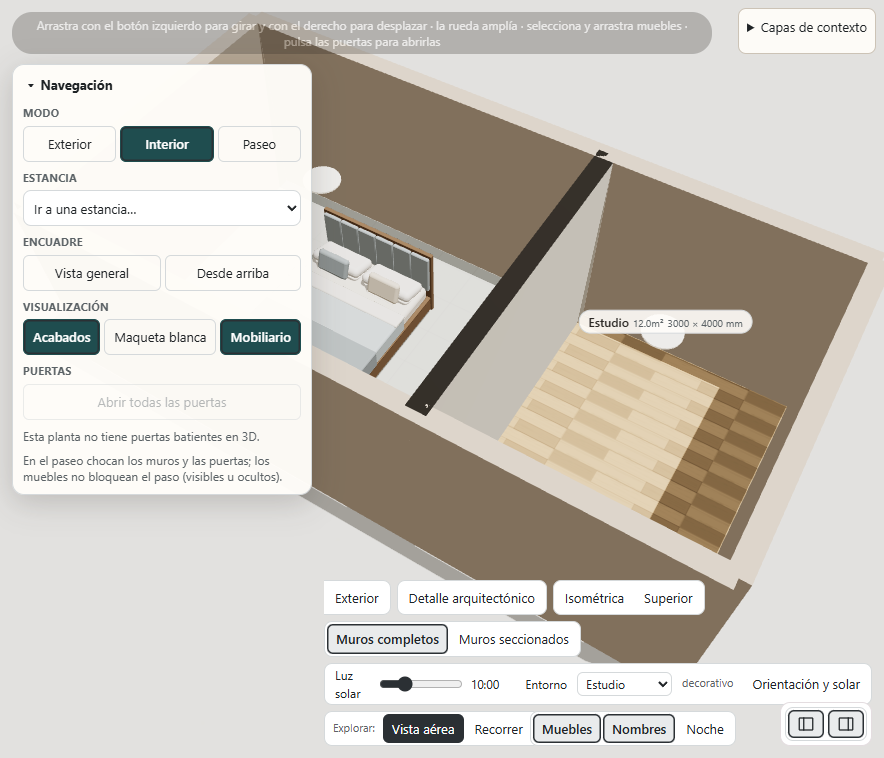 Arrastra con el botón izquierdo para girar y con el derecho para desplazar · la rueda amplía · selecciona y arrastra muebles ·
pulsa las puertas para abrirlas
Capas de contexto
Navegación
MODO
Exterior
Interior
Paseo
ESTANCIA
Ir a una estancia...
ENCUADRE
Vista general
Desde arriba
VISUALIZACIÓN
Acabados
Maqueta blanca
Mobiliario
PUERTAS
Abrir todas las puertas
Esta planta no tiene puertas batientes en 3D.
En el paseo chocan los muros y las puertas; los
muebles no bloquean el paso (visibles u ocultos).
Estudio 12.0m² 3000 × 4000 mm
Exterior
Detalle arquitectónico
Isométrica
Superior
Muros completos
Muros seccionados
Luz
solar
10:00
Entorno
Estudio
decorativo
Orientación y solar
Explorar:
Vista aérea
Recorrer
Muebles
Nombres
Noche